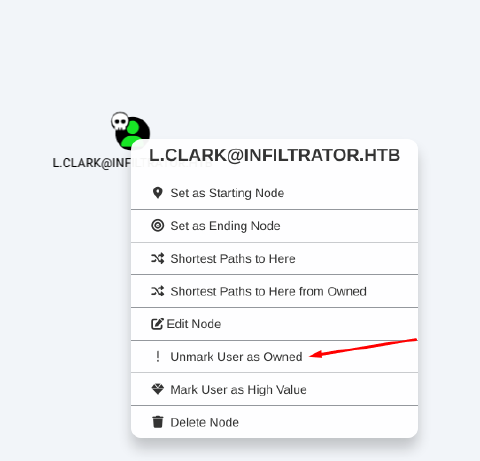 L.CLARK@INF
L.CLARK@INFILTRATOR.HTB
Set as Starting Node
Set as Ending Node
Shortest Paths to Here
Shortest Paths to Here from Owned
Edit Node
Unmark User as Owned
Mark User as High Value
Delete Node